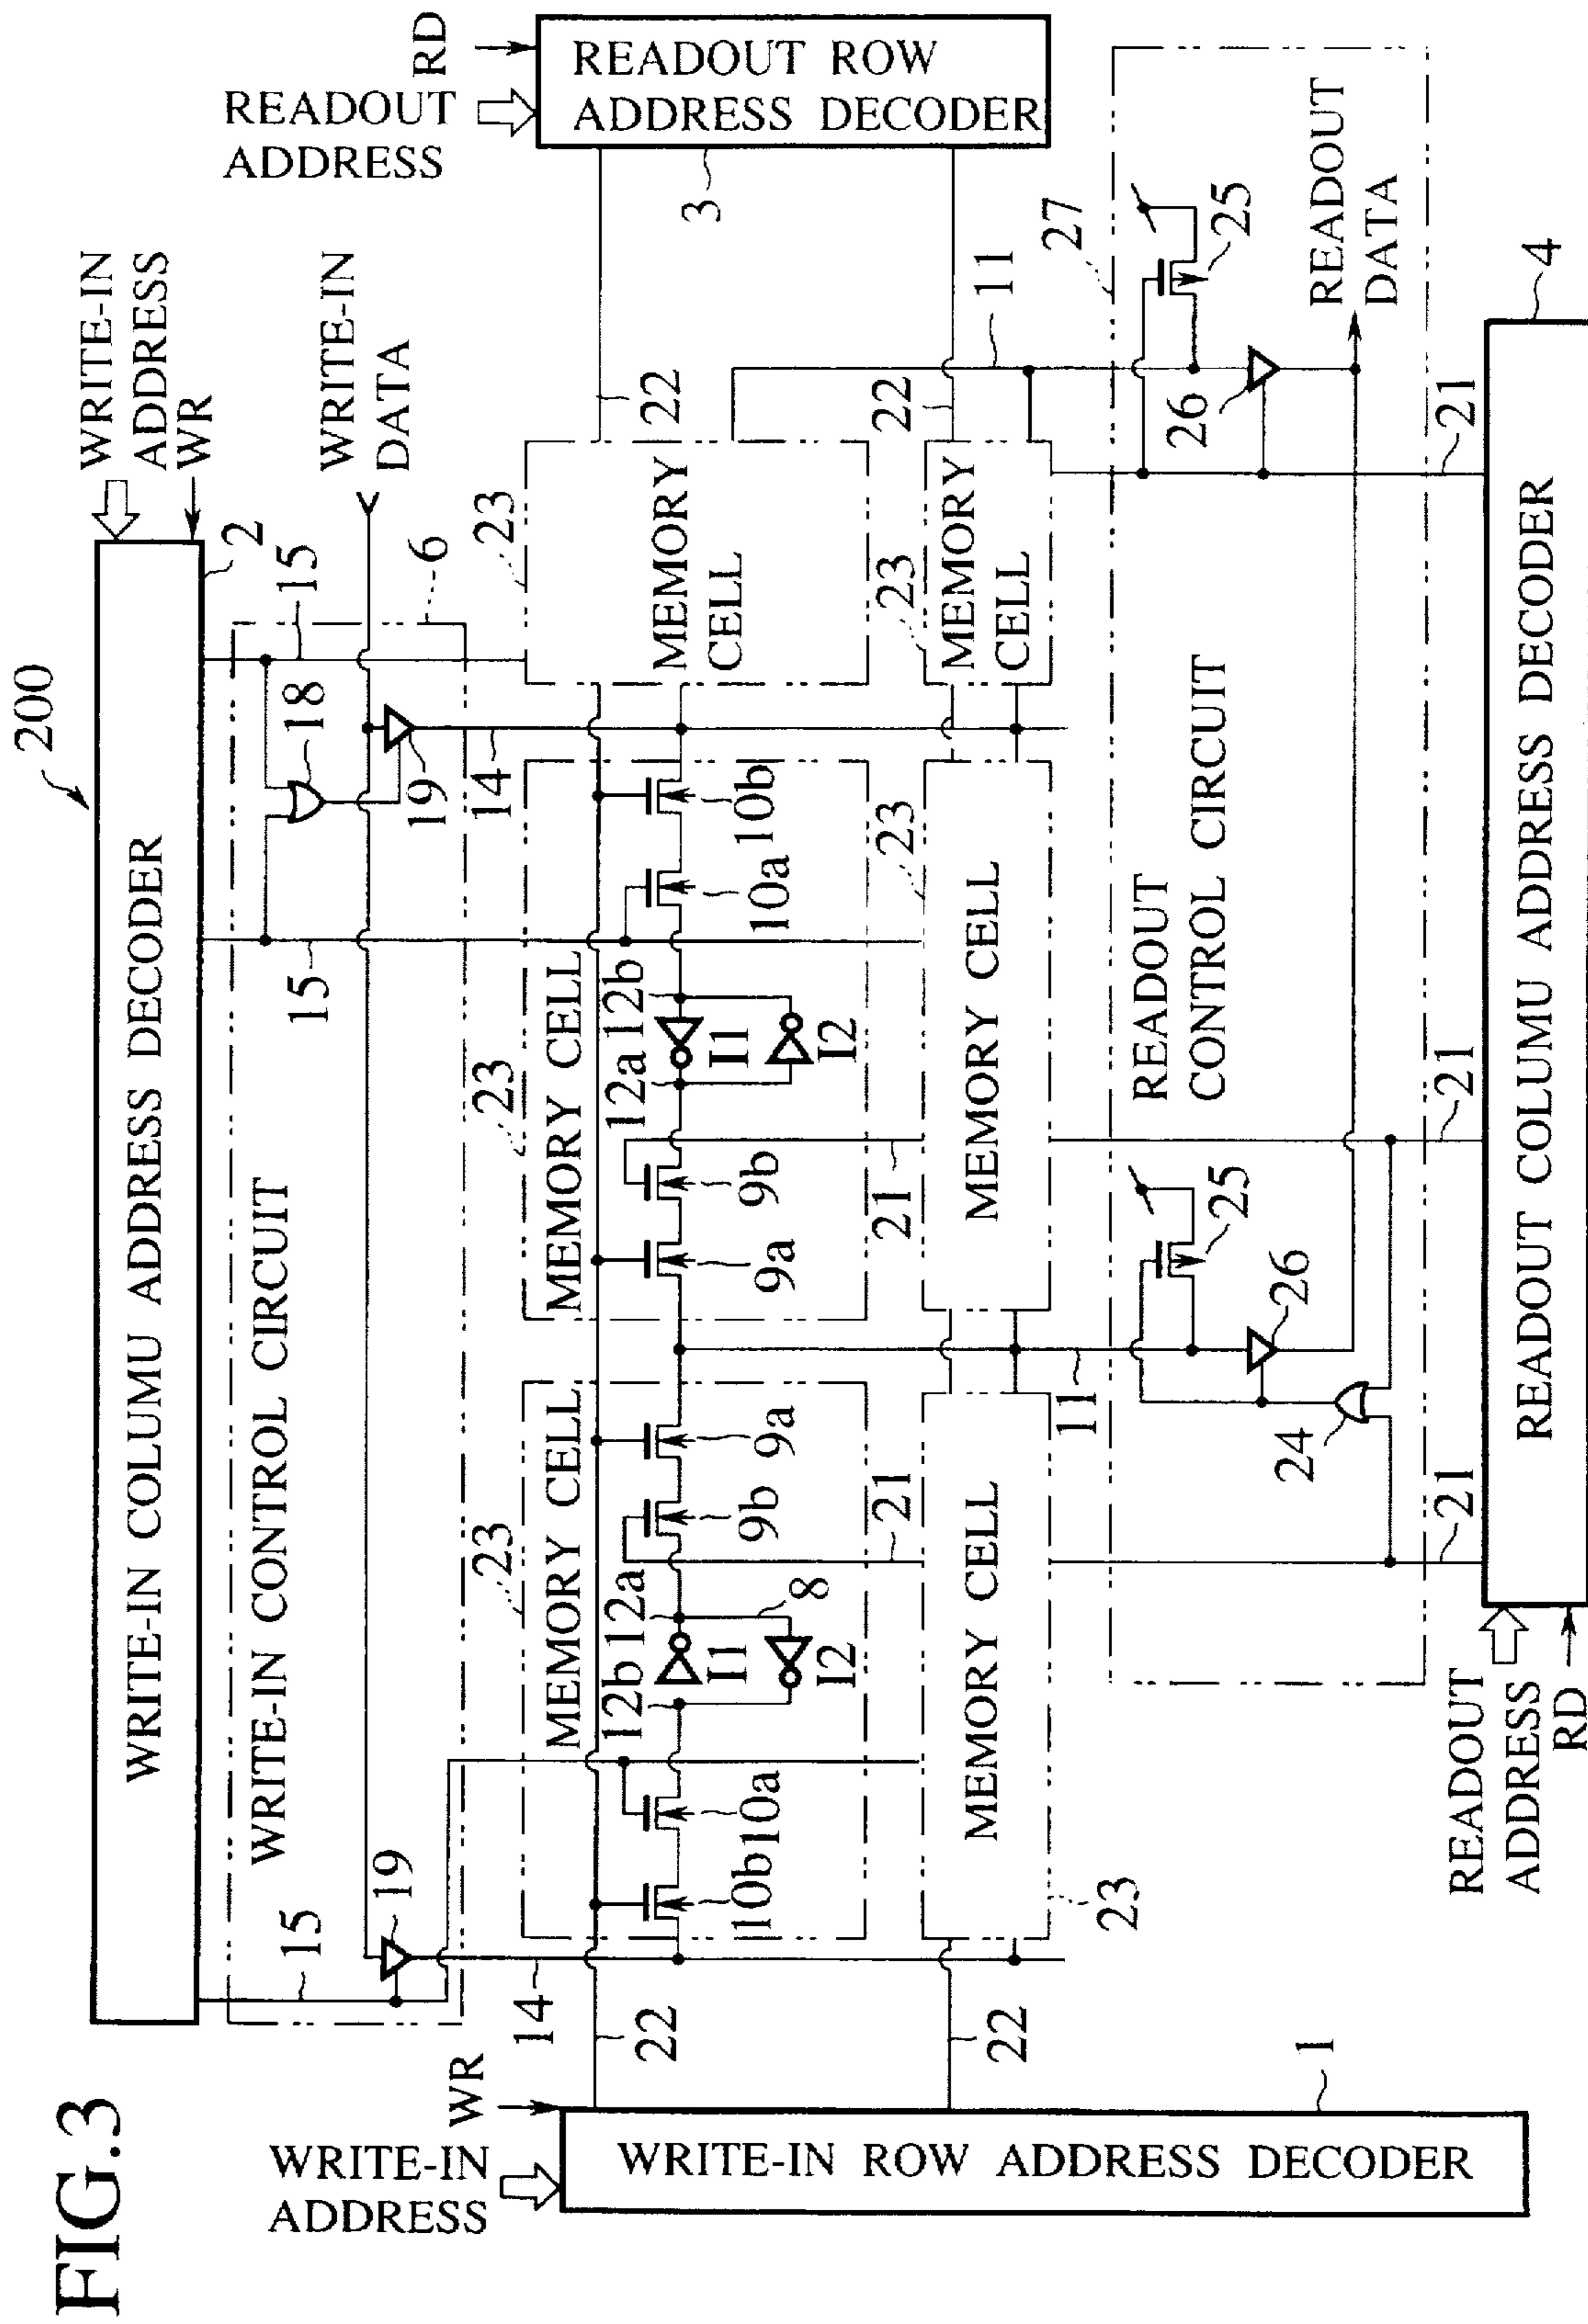 FIG.3
200
WRITE-IN
ADDRESS
WR
WRITE-IN COLUMU ADDRESS DECODER
2
WRITE-IN CONTROL CIRCUIT
15
15
15
6
18
19
19
WRITE-IN
DATA
14
14
READOUT
ADDRESS
RD
READOUT ROW
ADDRESS DECODER
3
WR
WRITE-IN
ADDRESS
WRITE-IN ROW ADDRESS DECODER
1
22
22
22
22
23
MEMORY CELL
10b
10a
12b
12a
I1
I2
8
9b
9a
21
23
MEMORY CELL
9a
9b
12a
12b
I1
I2
10a
10b
21
23
MEMORY
CELL
MEMORY CELL
23
MEMORY CELL
23
MEMORY
CELL
23
11
11
27
READOUT
CONTROL CIRCUIT
24
25
25
26
26
READOUT
DATA
21
21
21
READOUT COLUMU ADDRESS DECODER
4
READOUT
ADDRESS
RD